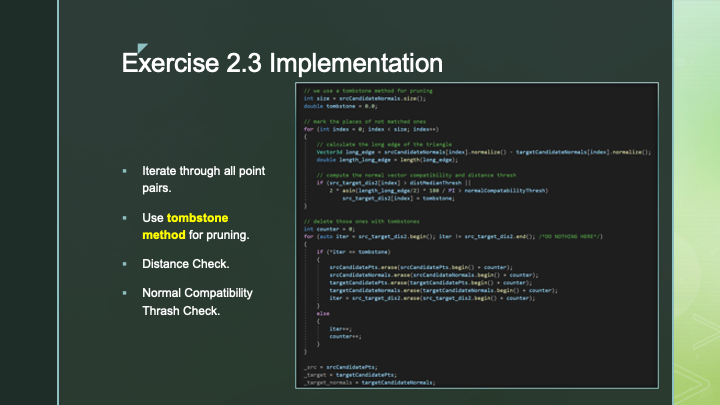 Exercise 2.3 Implementation
▪ Iterate through all point
pairs.
▪ Use tombstone
method for pruning.
▪ Distance Check.
▪ Normal Compatibility
Thrash Check.
// we use a tombstone method for pruning
int size = srcCandidateNormals.size();
double tombstone = 0.0;
// mark the places of not matched ones
for (int index = 0; index < size; index++)
{
// calculate the long edge of the triangle
Vector3d long_edge = srcCandidateNormals[index].normalize() - targetCandidateNormals[index].normalize();
double length_long_edge = length(long_edge);
// compute the normal vector compatibility and distance thresh
if (src_target_dis2[index] > distMedianThresh ||
2 * asin(length_long_edge/2) * 180 / PI > normalCompatabilityThresh)
src_target_dis2[index] = tombstone;
}
// delete those ones with tombstones
int counter = 0;
for (auto iter = src_target_dis2.begin(); iter != src_target_dis2.end(); /*DO NOTHING HERE*/)
{
if (*iter == tombstone)
{
srcCandidatePts.erase(srcCandidatePts.begin() + counter);
srcCandidateNormals.erase(srcCandidateNormals.begin() + counter);
targetCandidatePts.erase(targetCandidatePts.begin() + counter);
targetCandidateNormals.erase(targetCandidateNormals.begin() + counter);
iter = src_target_dis2.erase(src_target_dis2.begin() + counter);
}
else
{
iter++;
counter++;
}
}
_src = srcCandidatePts;
_target = targetCandidatePts;
_target_normals = targetCandidateNormals;